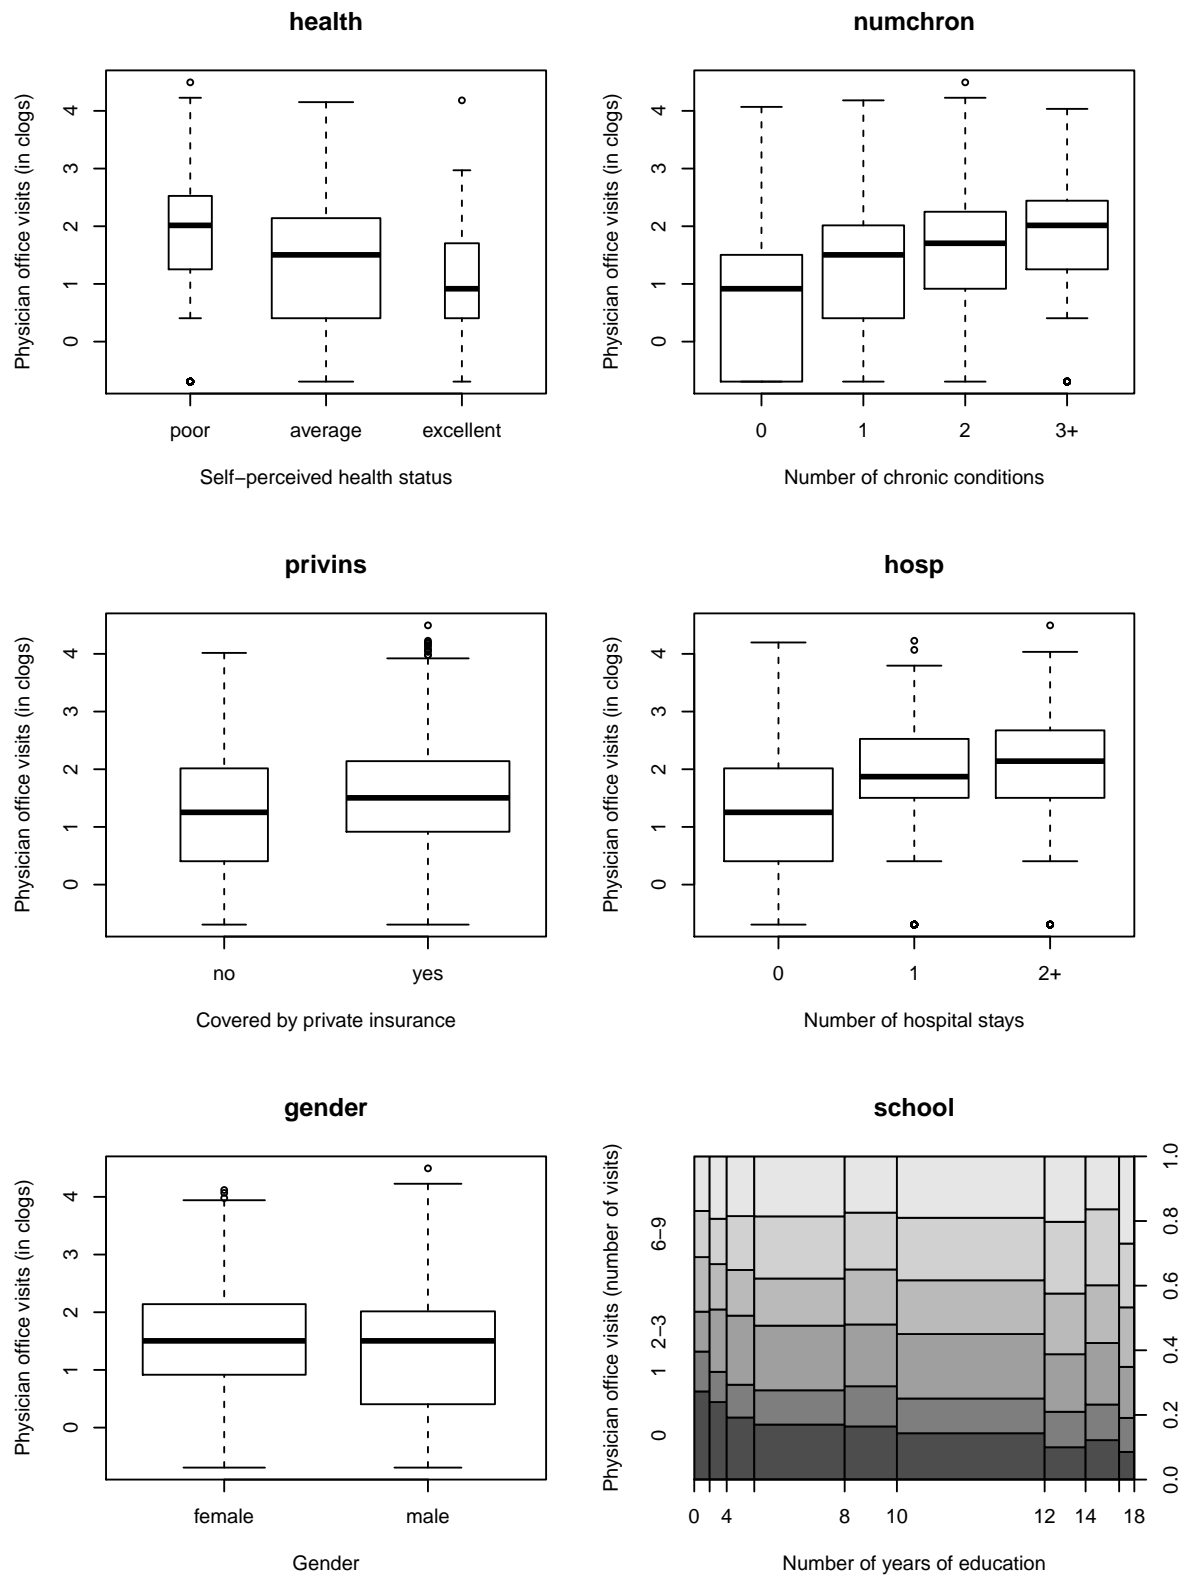 health
Physician office visits (in clogs)
4
3
2
1
0
poor average excellent
Self−perceived health status
numchron
Physician office visits (in clogs)
4
3
2
1
0
0 1 2 3+
Number of chronic conditions
privins
Physician office visits (in clogs)
4
3
2
1
0
no yes
Covered by private insurance
hosp
Physician office visits (in clogs)
4
3
2
1
0
0 1 2+
Number of hospital stays
gender
Physician office visits (in clogs)
4
3
2
1
0
female male
Gender
school
Physician office visits (number of visits)
6−9
2−3
1
0
1.0
0.8
0.6
0.4
0.2
0.0
0 4 8 10 12 14 18
Number of years of education